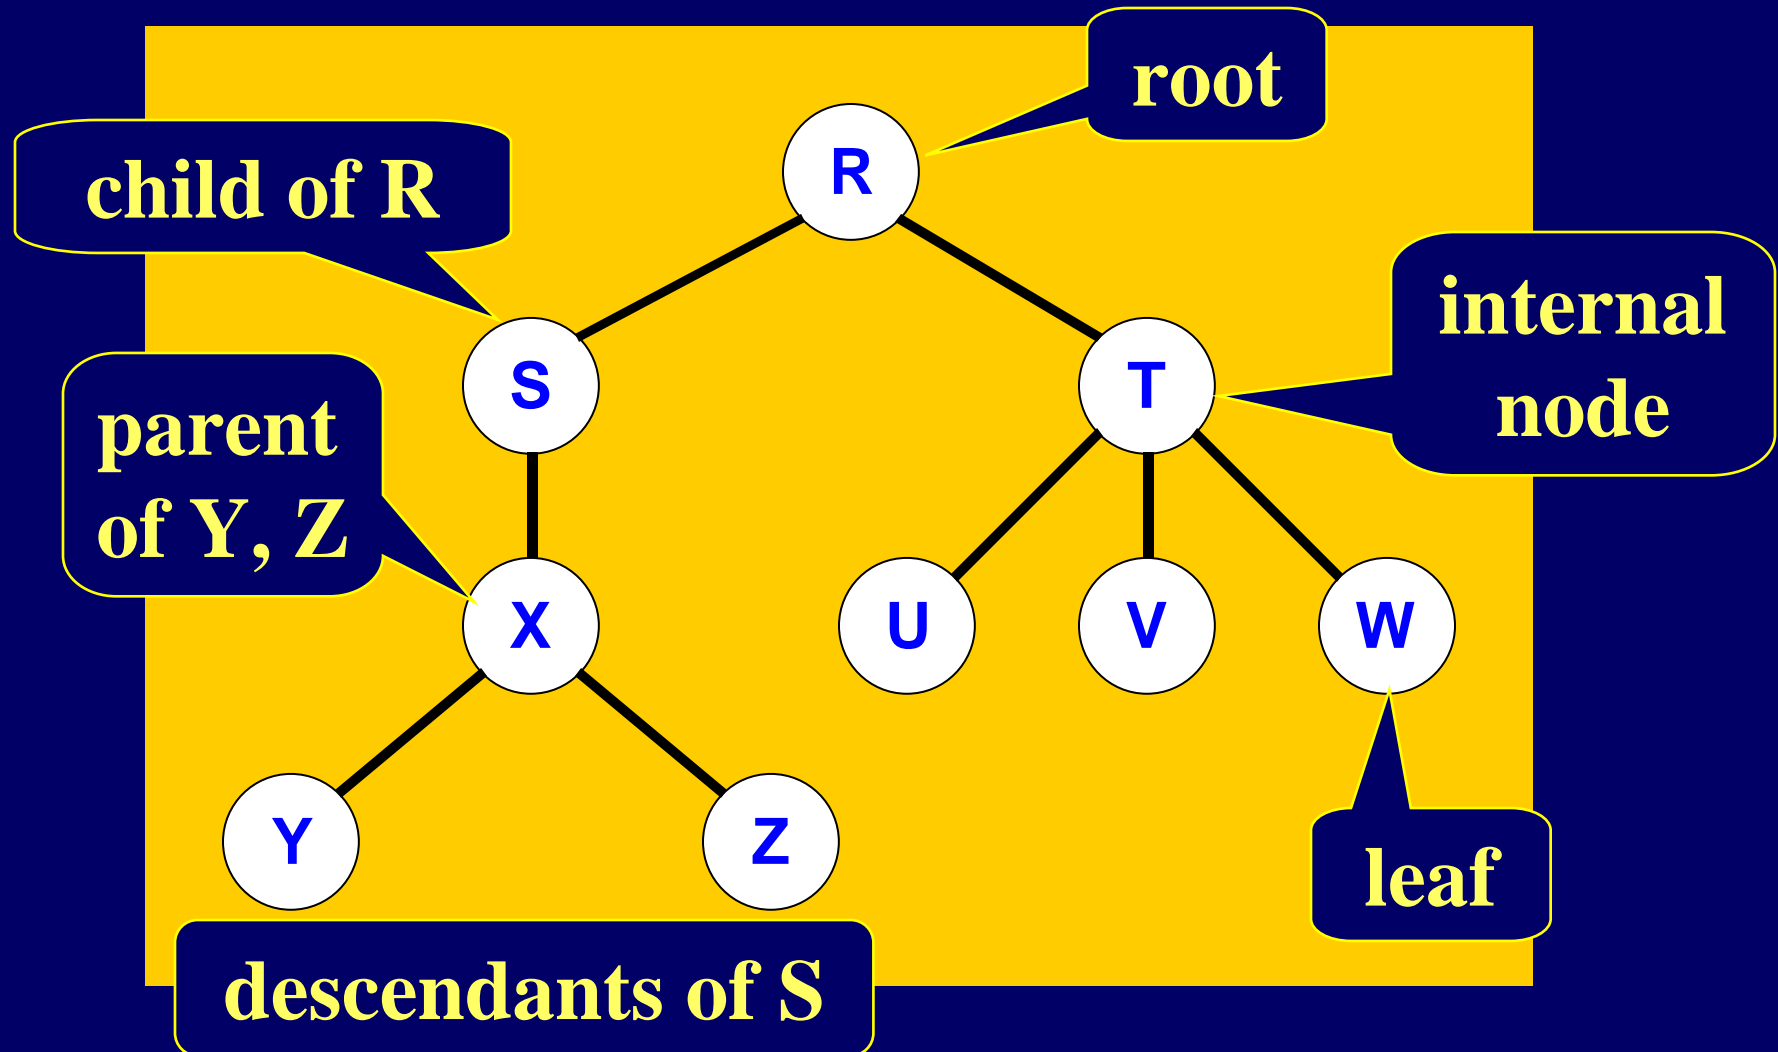 root
child of R
R
internal
node
S
T
parent
of Y, Z
X
U
V
W
Y
Z
leaf
descendants of S